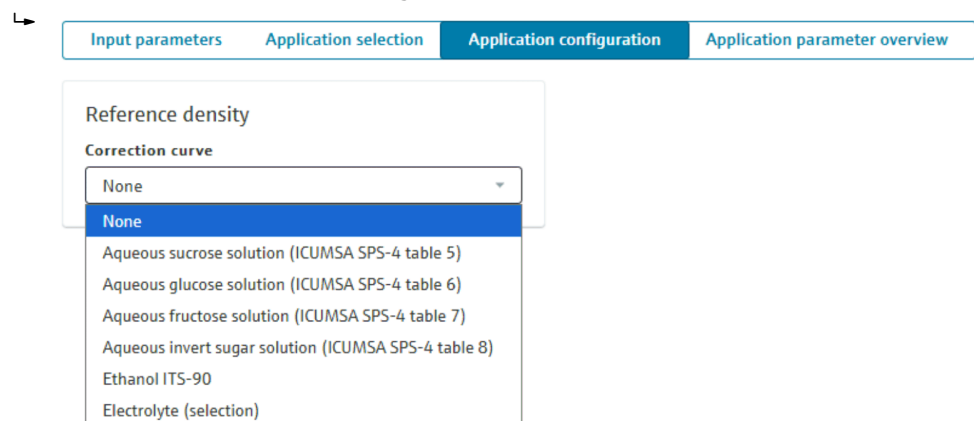 Input parameters Application selection Application configuration Application parameter overview
Reference density
Correction curve
None
None
Aqueous sucrose solution (ICUMSA SPS-4 table 5)
Aqueous glucose solution (ICUMSA SPS-4 table 6)
Aqueous fructose solution (ICUMSA SPS-4 table 7)
Aqueous invert sugar solution (ICUMSA SPS-4 table 8)
Ethanol ITS-90
Electrolyte (selection)